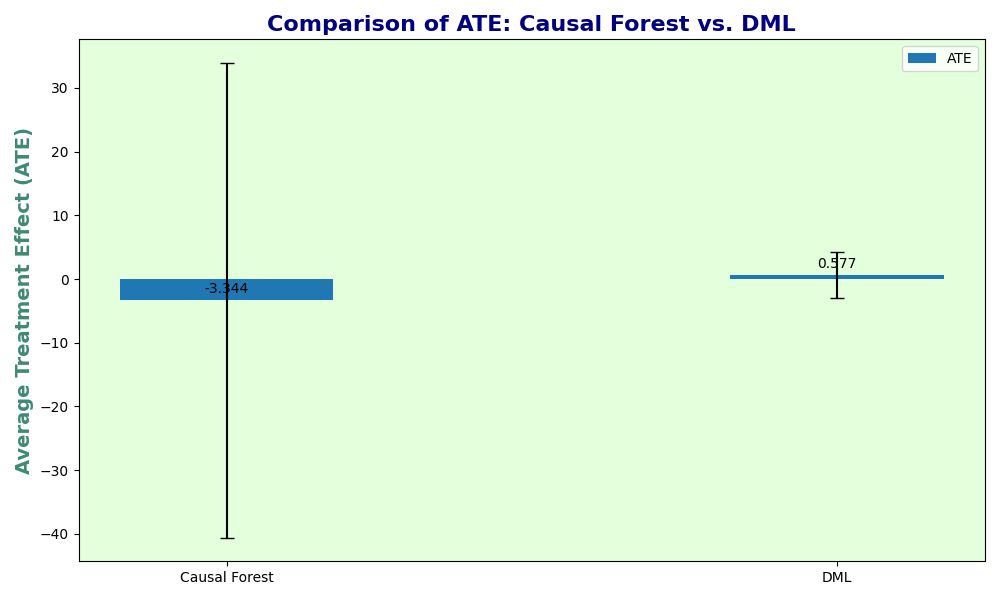 Comparison of ATE: Causal Forest vs. DML
Average Treatment Effect (ATE)
ATE
30
20
10
0
−10
−20
−30
−40
-3.344
0.577
Causal Forest
DML